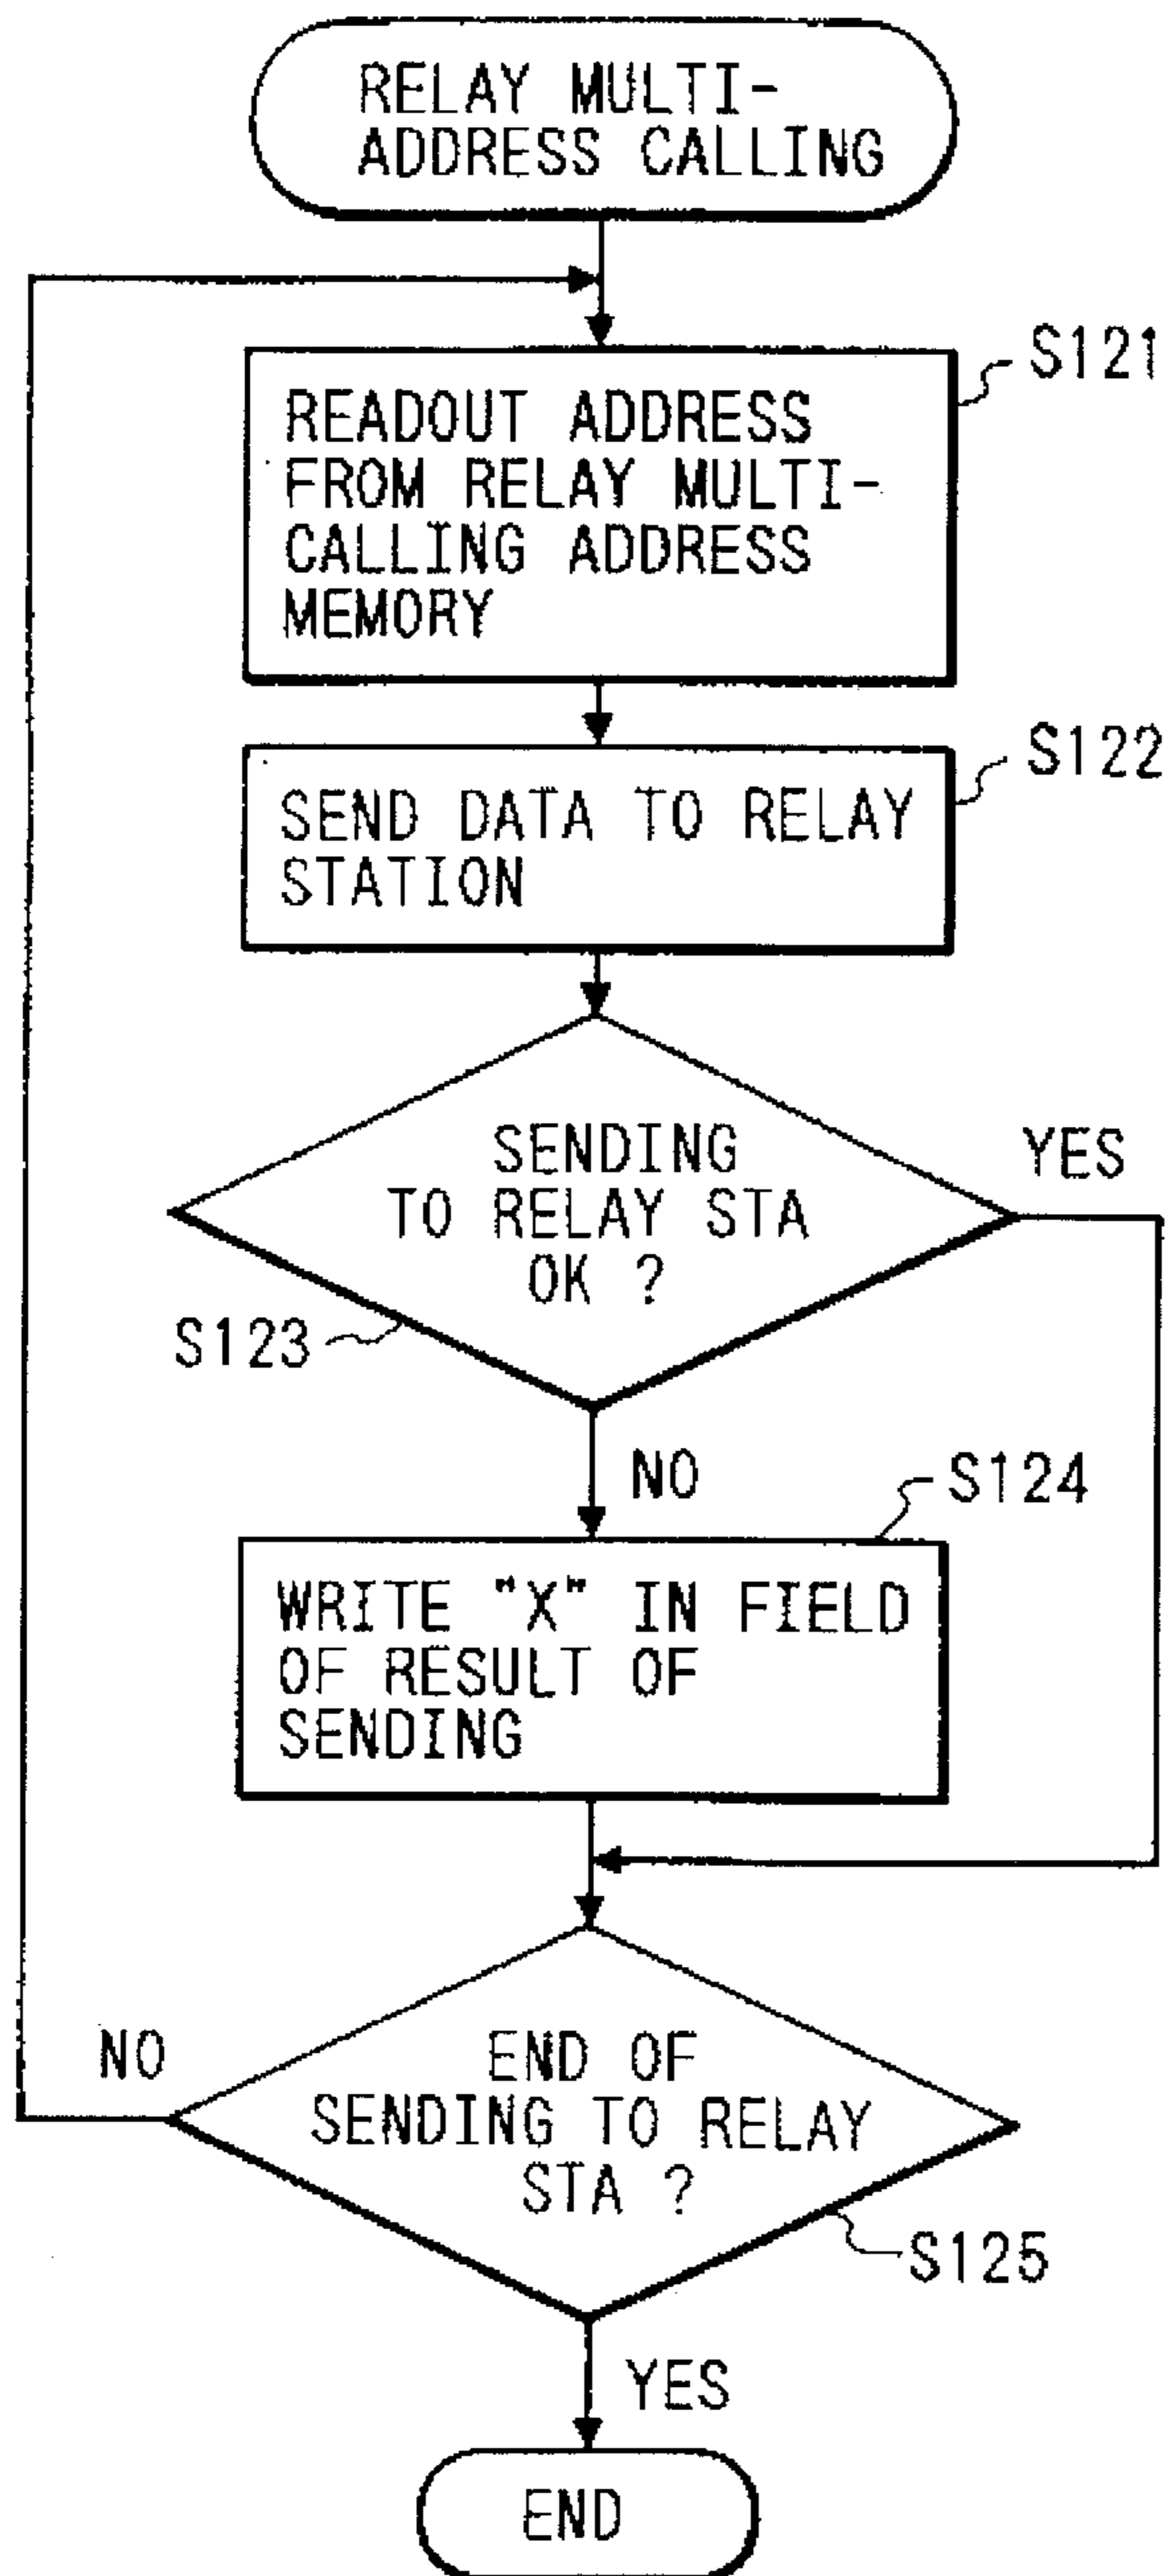 RELAY MULTI-
ADDRESS CALLING
S121
READOUT ADDRESS
FROM RELAY MULTI-
CALLING ADDRESS
MEMORY
S122
SEND DATA TO RELAY
STATION
SENDING
TO RELAY STA
OK ?
YES
S123
NO
S124
WRITE "X" IN FIELD
OF RESULT OF
SENDING
NO
END OF
SENDING TO RELAY
STA ?
S125
YES
END